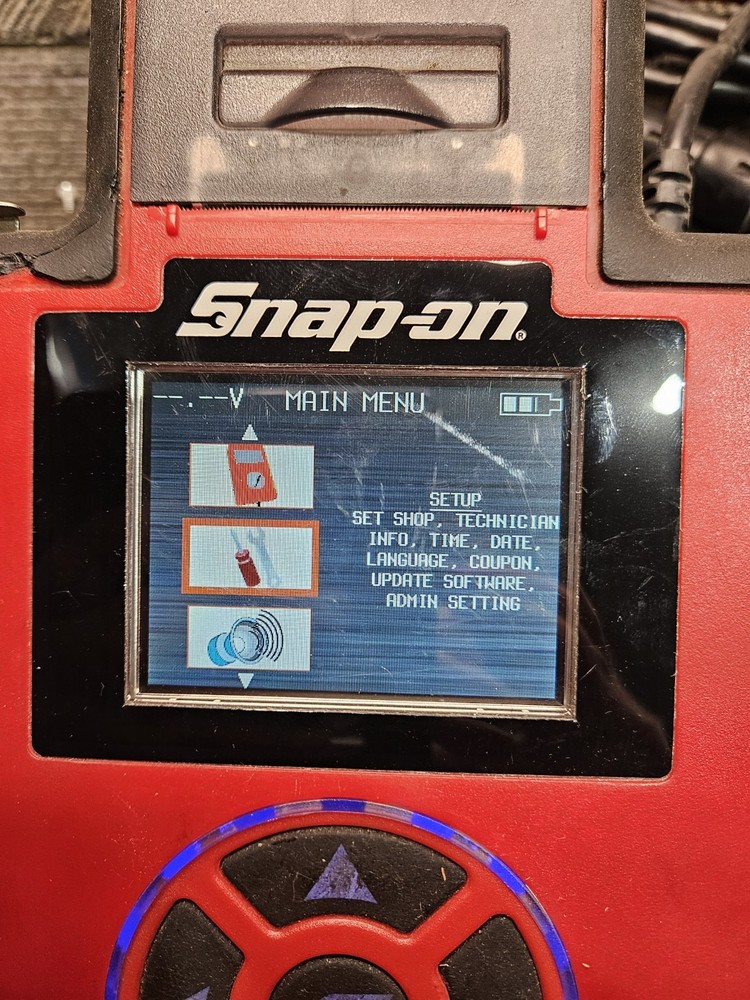 Snap-on®
--.--V MAIN MENU
SETUP
SET SHOP, TECHNICIAN
INFO, TIME, DATE,
LANGUAGE, COUPON,
UPDATE SOFTWARE,
ADMIN SETTING